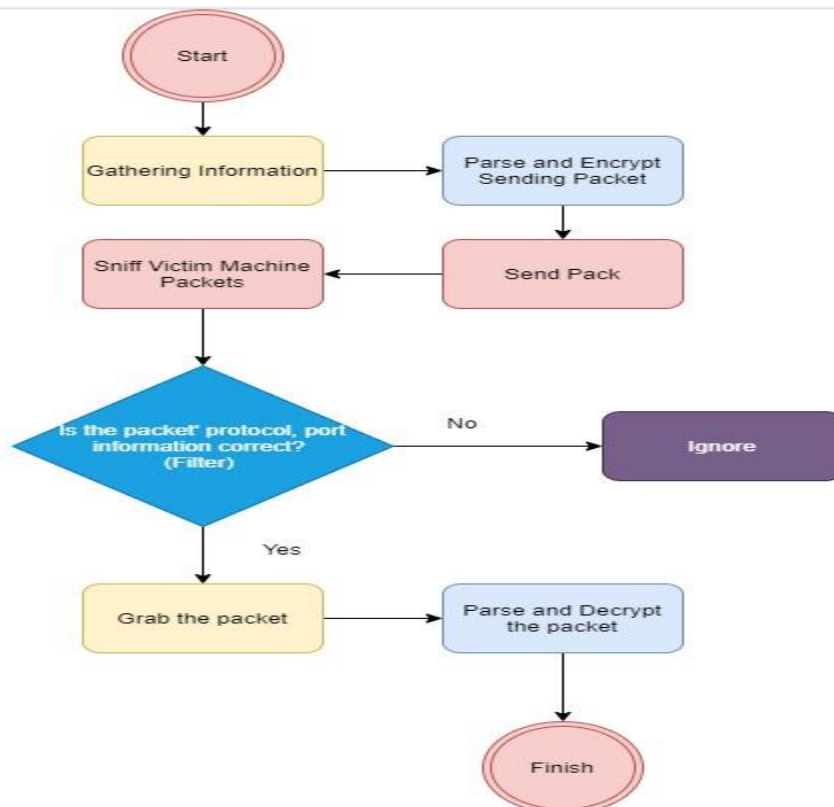 Start
Gathering Information
Parse and Encrypt
Sending Packet
Sniff Victim Machine
Packets
Send Pack
Is the packet' protocol, port
information correct?
(Filter)
No
Ignore
Yes
Grab the packet
Parse and Decrypt
the packet
Finish